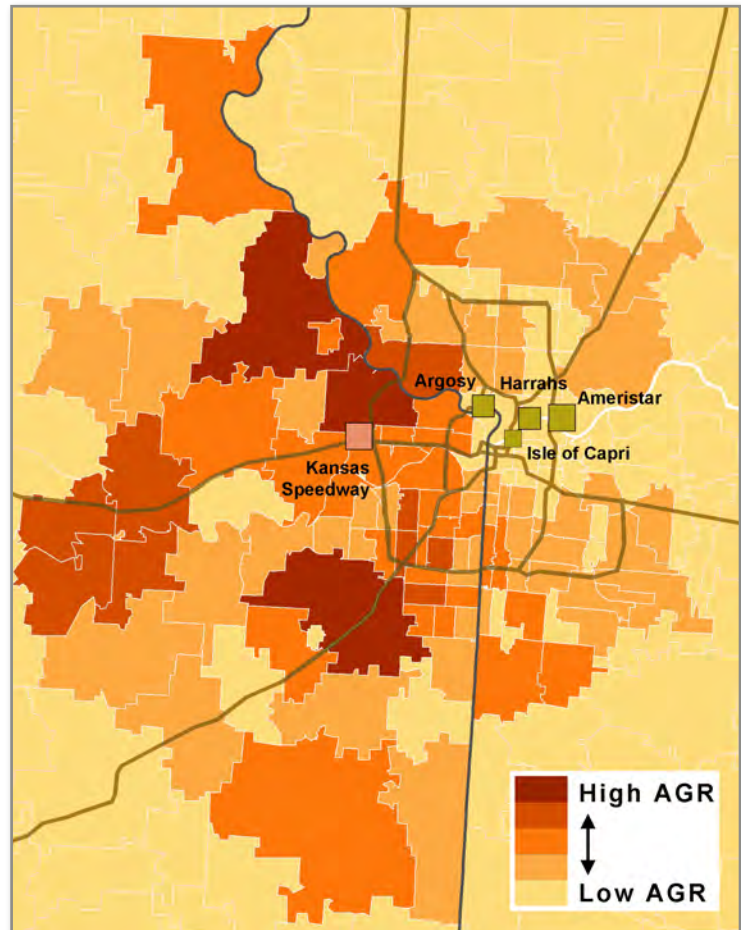 Argosy
Harrahs
Ameristar
Isle of Capri
Kansas
Speedway
High AGR
Low AGR